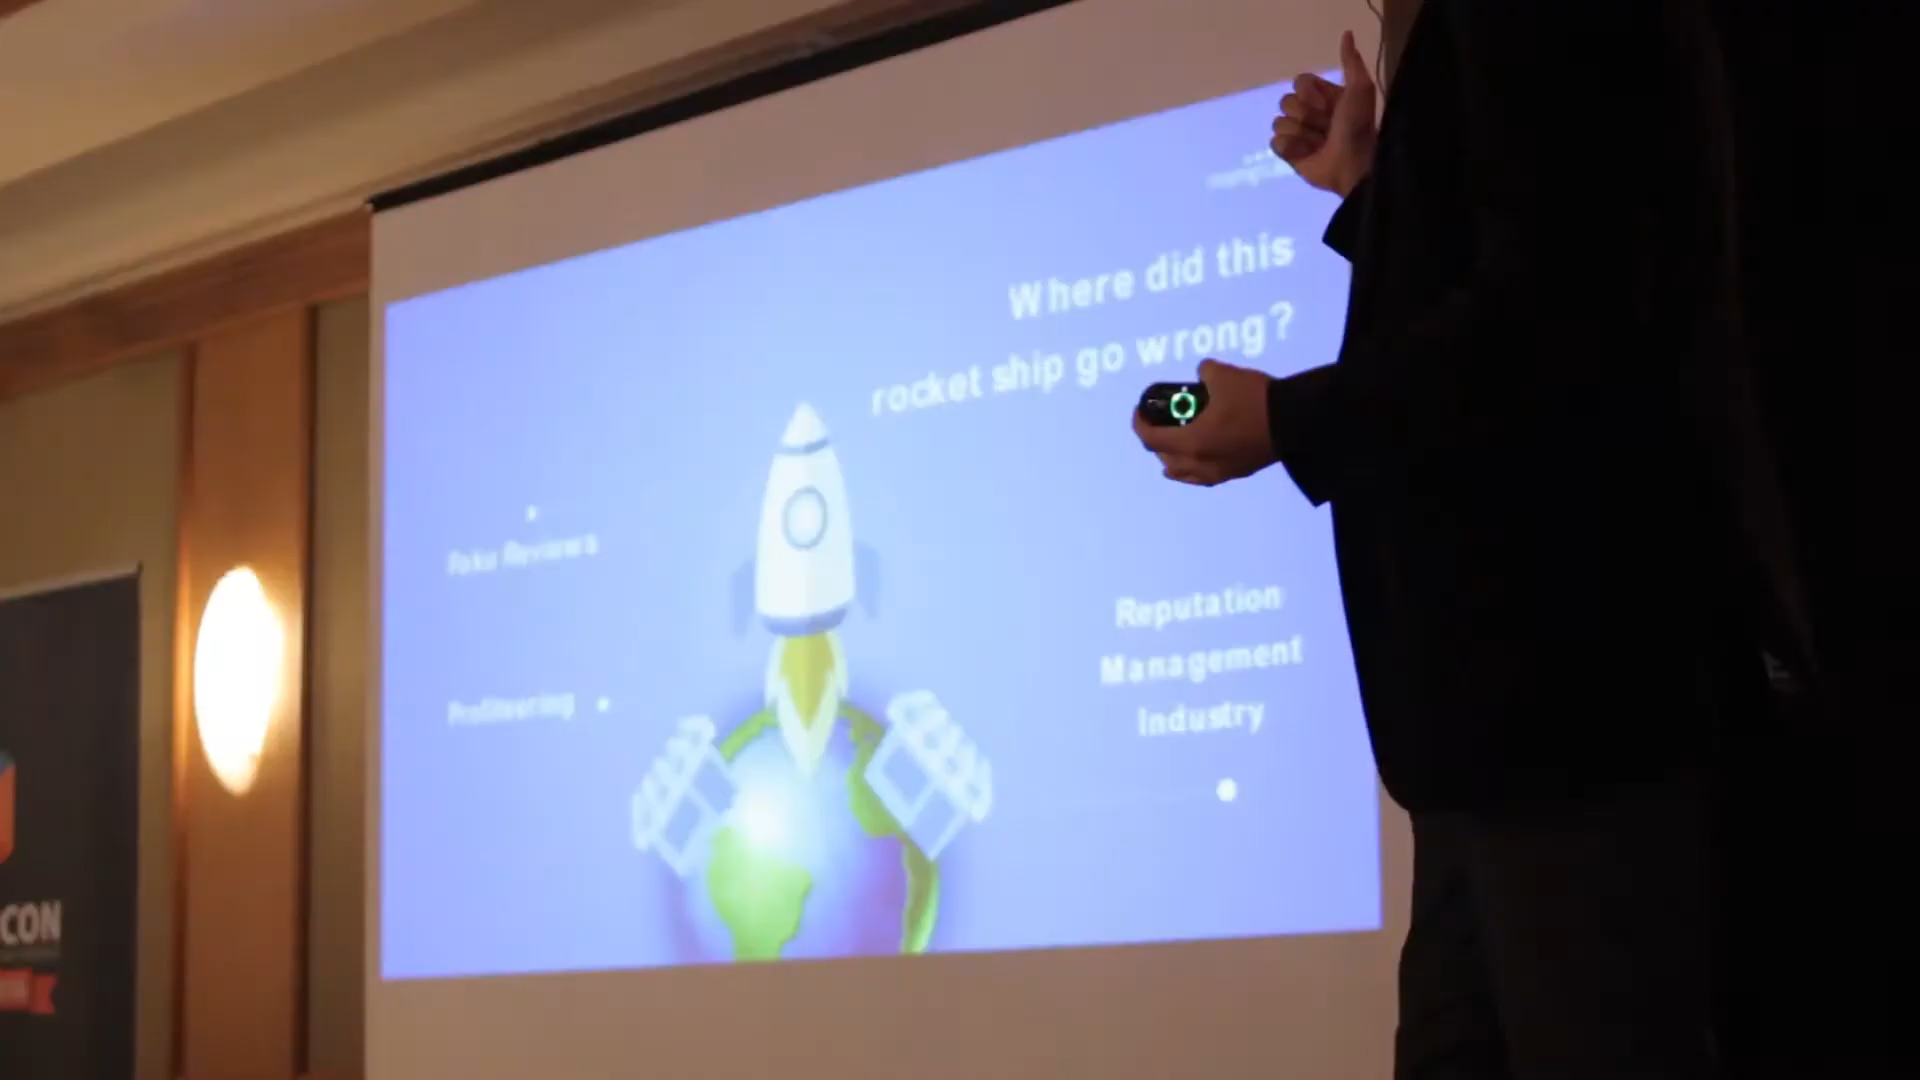 Where did this
rocket ship go wrong?
Fake Reviews
Profiteering
Reputation
Management
Industry
CON